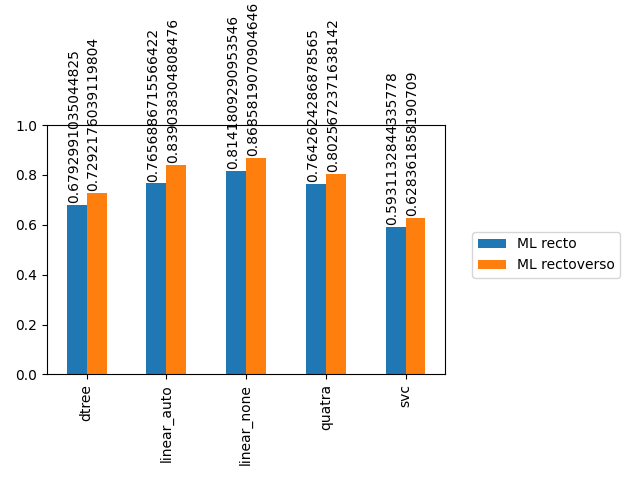 0.6792991035044825
0.7292176039119804
0.7656886715566422
0.839038304808476
0.8141809290953546
0.8685819070904646
0.7642624286878565
0.8025672371638142
0.5931132844335778
0.628361858190709
1.0
0.8
0.6
0.4
0.2
0.0
dtree
linear_auto
linear_none
quatra
svc
ML recto
ML rectoverso